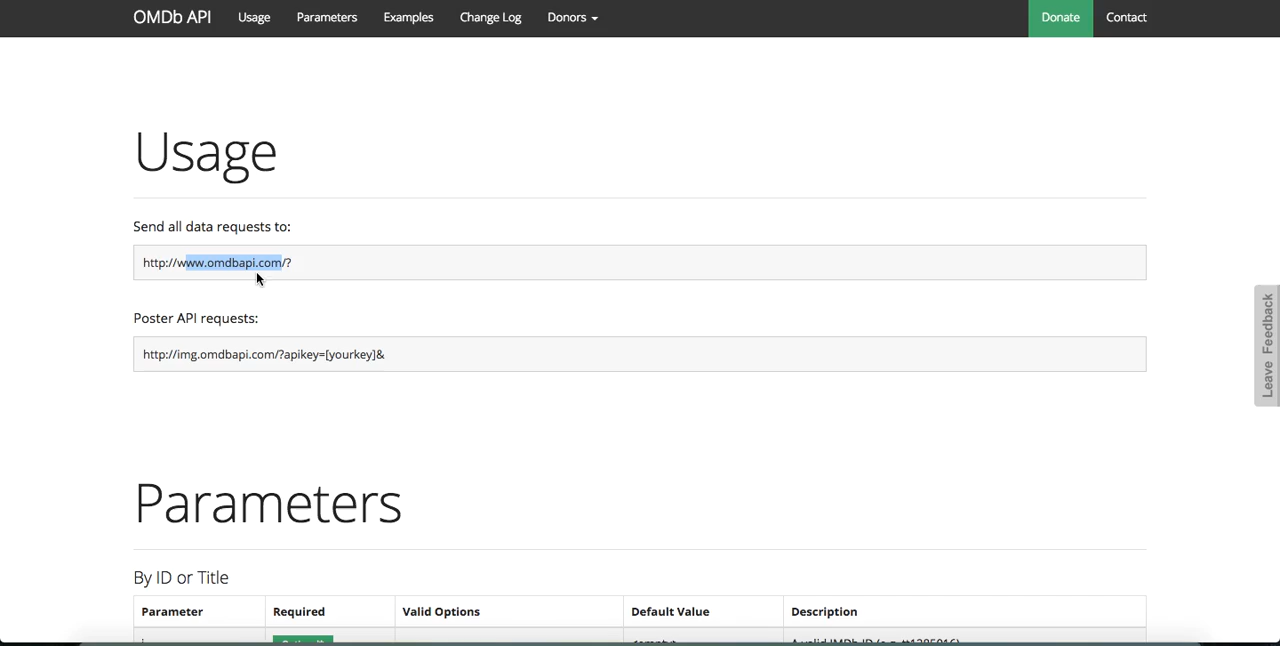 OMDb API Usage Parameters Examples Change Log Donors Donate Contact
Usage
Send all data requests to:
http://www.omdbapi.com/?
Poster API requests:
http://img.omdbapi.com/?apikey=[yourkey]&
Leave Feedback
Parameters
By ID or Title
Parameter Required Valid Options Default Value Description